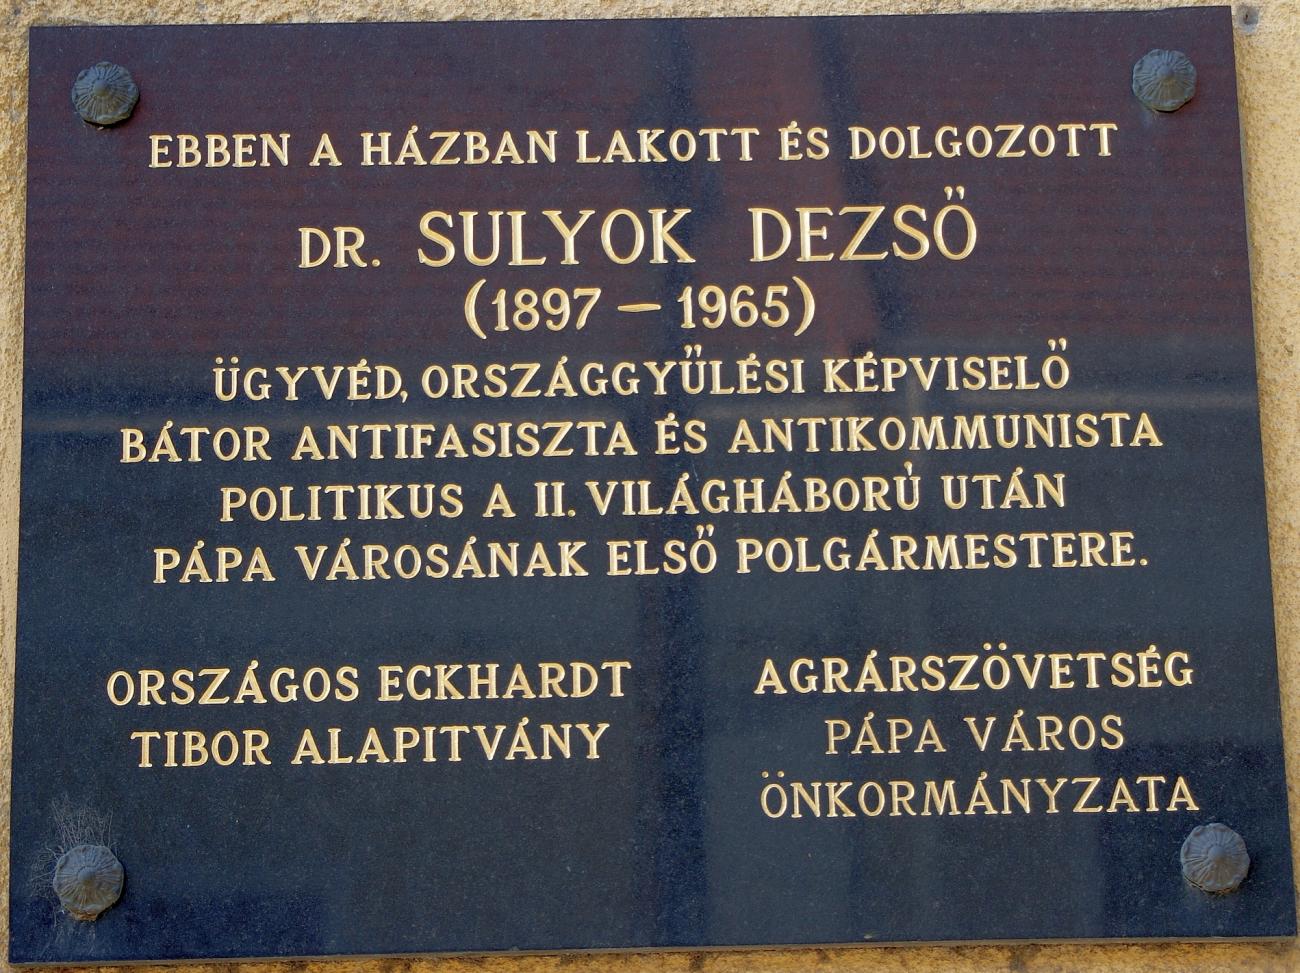 EBBEN A HÁZBAN LAKOTT ÉS DOLGOZOTT
DR. SULYOK DEZSŐ
(1897 – 1965)
ÜGYVÉD, ORSZÁGGYŰLÉSI KÉPVISELŐ
BÁTOR ANTIFASISZTA ÉS ANTIKOMMUNISTA
POLITIKUS A II. VILÁGHÁBORÚ UTÁN
PÁPA VÁROSÁNAK ELSŐ POLGÁRMESTERE.
ORSZÁGOS ECKHARDT
TIBOR ALAPITVÁNY
AGRÁRSZÖVETSÉG
PÁPA VÁROS
ÖNKORMÁNYZATA